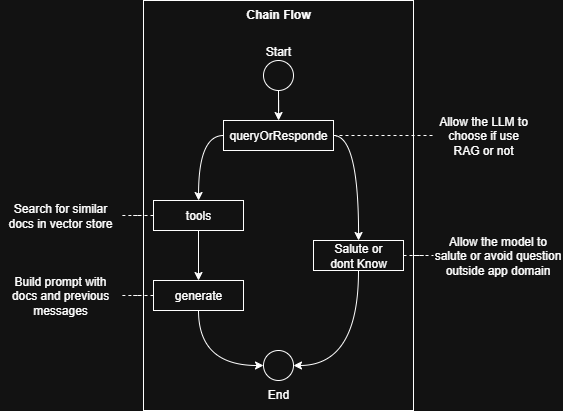 Chain Flow
Start
queryOrResponde
Allow the LLM to
choose if use
RAG or not
Search for similar
docs in vector store
tools
Salute or
dont Know
Allow the model to
salute or avoid question
outside app domain
Build prompt with
docs and previous
messages
generate
End